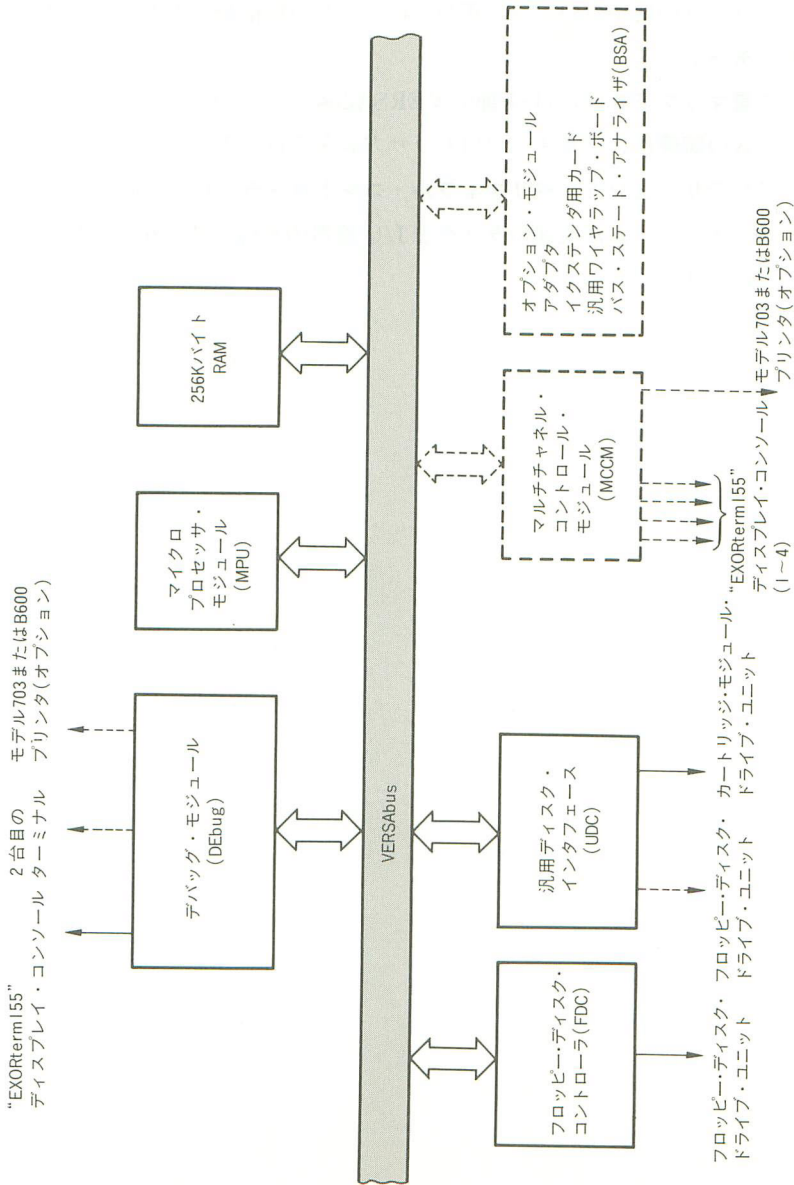 "EXORterm155"
ディスプレイ・コンソール
2台目の
ターミナル
モデル703またはB600
プリンタ(オプション)
デバッグ・モジュール
(DEbug)
マイクロ
プロセッサ・
モジュール
(MPU)
256Kバイト
RAM
VERSAbus
フロッピー・ディスク・
コントローラ(FDC)
汎用ディスク・
インタフェース
(UDC)
マルチチャネル・
コントロール・
モジュール
(MCCM)
オプション・モジュール
アダプタ
イクステンダ用カード
汎用ワイヤラップ・ボード
バス・ステート・アナライザ(BSA)
フロッピー・ディスク・
ドライブ・ユニット
フロッピー・ディスク・
ドライブ・ユニット
カートリッジ・モジュール・
ドライブ・ユニット
"EXORterm155"
ディスプレイ・コンソール
(1~4)
モデル703またはB600
プリンタ(オプション)